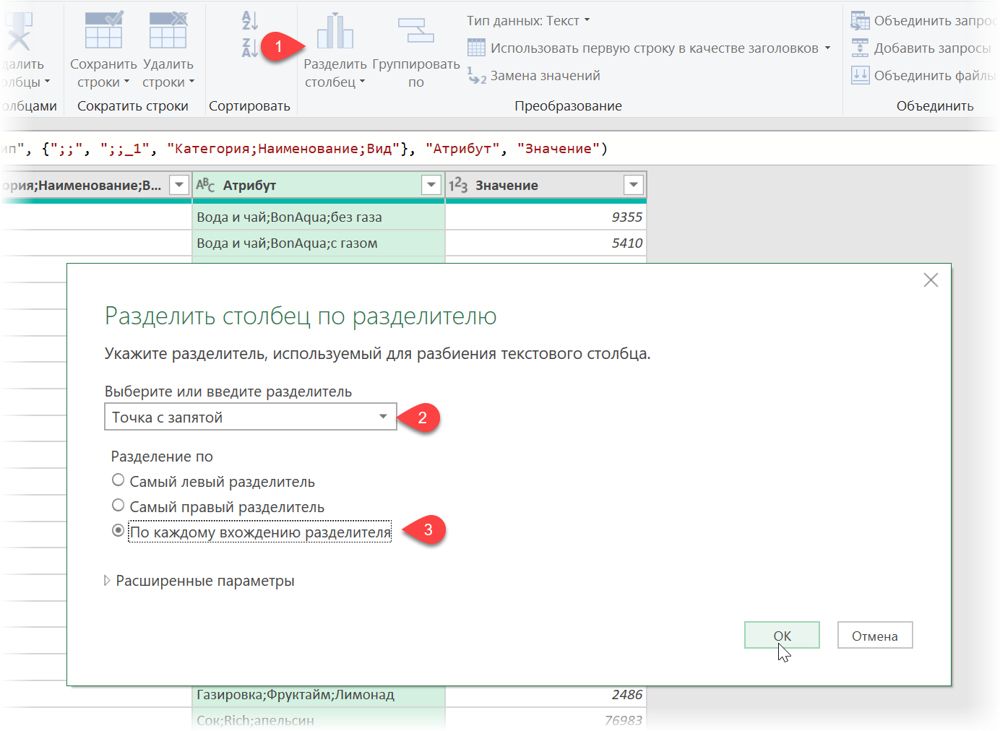 Тип данных: Текст
Объединить запрос
1
далить
Сохранить
Удалить
Разделить
Группировать
Использовать первую строку в качестве заголовков
Добавить запросы
олбцы
строки
строки
столбец
по
Замена значений
Объединить файлы
олбцами
Сократить строки
Сортировать
Преобразование
Объединить
ип", {";;", ";;_1", "Категория;Наименование;Вид"}, "Атрибут", "Значение")
ория;Наименование;В...
ABC Атрибут
123 Значение
Вода и чай;BonAqua;без газа
9355
Вода и чай;BonAqua;с газом
5410
Разделить столбец по разделителю
Укажите разделитель, используемый для разбиения текстового столбца.
Выберите или введите разделитель
Точка с запятой
2
Разделение по
Самый левый разделитель
Самый правый разделитель
По каждому вхождению разделителя
3
Расширенные параметры
ОК
Отмена
Газировка;Фруктайм;Лимонад
2486
Сок;Rich;апельсин
76983